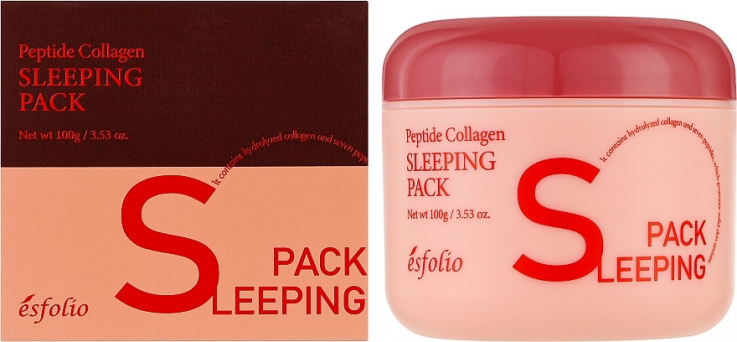 Peptide Collagen
SLEEPING
PACK
Net wt 100g / 3.53 oz.
It contains hydrolyzed collagen and seven pep
S
PACK
LEEPING
ésfolio
Peptide Collagen
SLEEPING
PACK
Net wt 100g / 3.53 oz.
It contains hydrolyzed collagen and seven peptides which
S
PACK
LEEPING
ésfolio